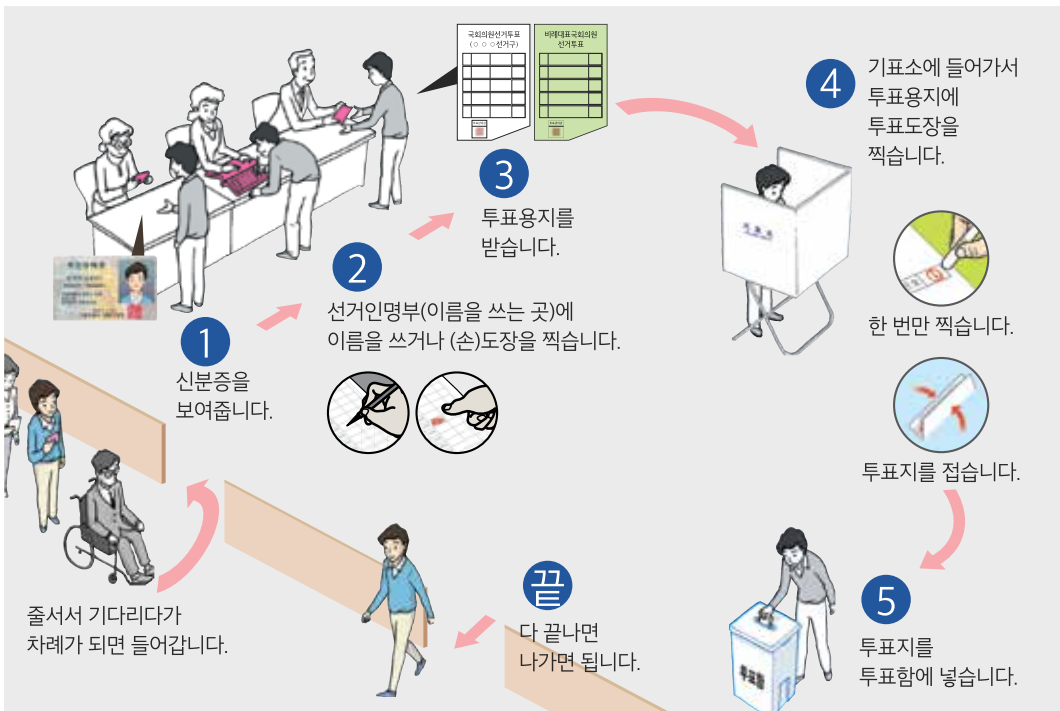 줄서서 기다리다가
차례가 되면 들어갑니다.
1
신분증을
보여줍니다.
2
선거인명부(이름을 쓰는 곳)에
이름을 쓰거나 (손)도장을 찍습니다.
3
투표용지를
받습니다.
국회의원선거투표
(○ ○ ○선거구)
비례대표국회의원
선거투표
4
기표소에 들어가서
투표용지에
투표도장을
찍습니다.
기표소
한 번만 찍습니다.
투표지를 접습니다.
5
투표지를
투표함에 넣습니다.
투표함
끝
다 끝나면
나가면 됩니다.